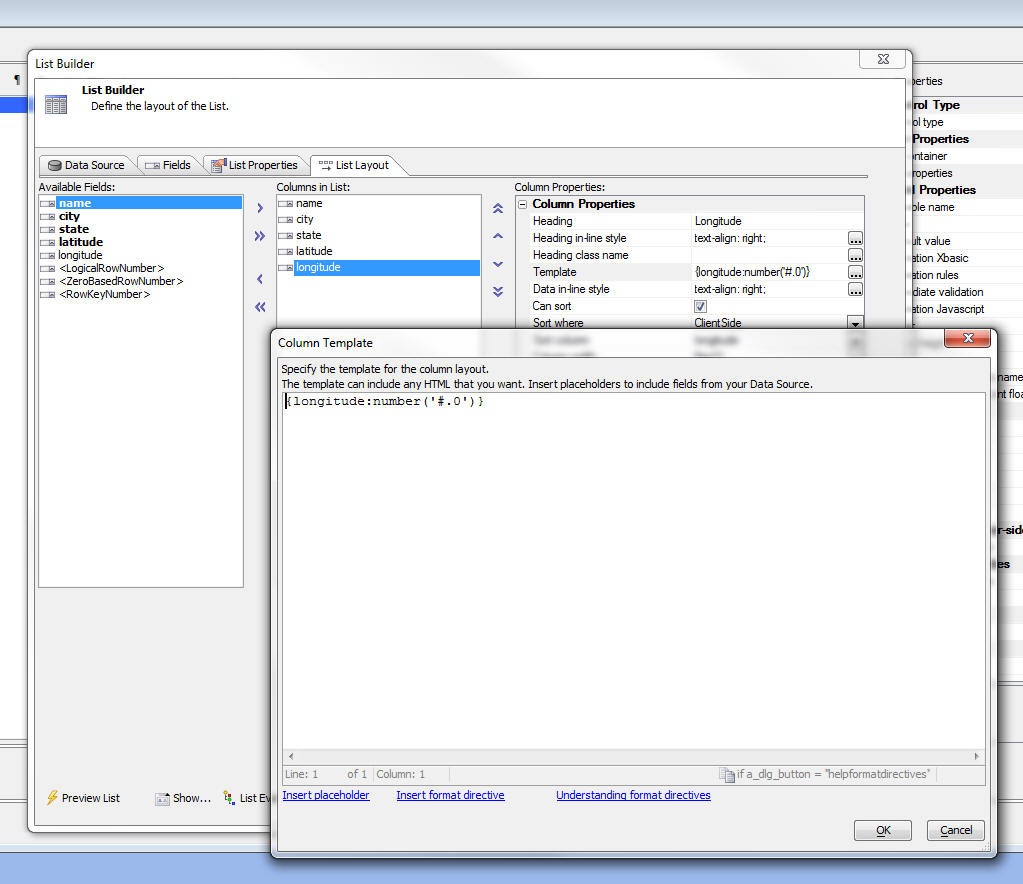 List Builder
¶
List Builder
Define the layout of the List.
Data Source
Fields
List Properties
List Layout
Available Fields:
name
city
state
latitude
longitude
<LogicalRowNumber>
<ZeroBasedRowNumber>
<RowKeyNumber>
Columns in List:
name
city
state
latitude
longitude
Column Properties:
Column Properties
Heading Longitude
Heading in-line style text-align: right;
Heading class name
Template {longitude:number('#.0')}
Data in-line style text-align: right;
Can sort
Sort where ClientSide
perties
rol Type
ol type
Properties
ontainer
roperties
l Properties
ole name
ult value
ation Xbasic
ation rules
diate validation
ation Javascript
name
nt floa
r-side
es
Column Template
Specify the template for the column layout.
The template can include any HTML that you want. Insert placeholders to include fields from your Data Source.
{longitude:number('#.0')}
Line: 1 of 1 Column: 1
if a_dlg_button = "helpformatdirectives"
Insert placeholder
Insert format directive
Understanding format directives
Preview List
Show...
List Ev
OK
Cancel